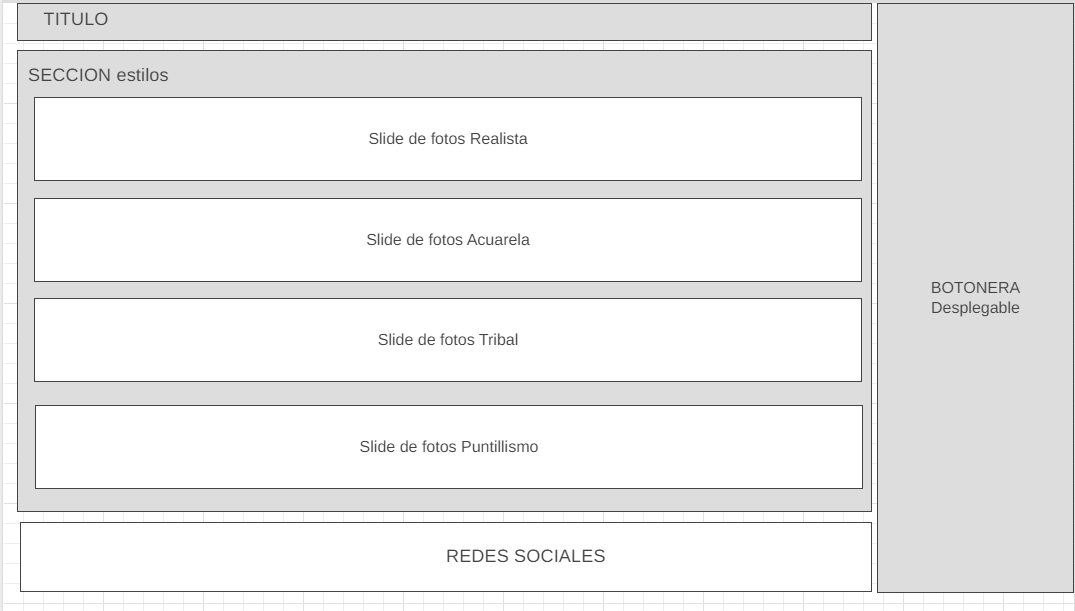 TITULO
SECCION estilos
Slide de fotos Realista
Slide de fotos Acuarela
Slide de fotos Tribal
Slide de fotos Puntillismo
REDES SOCIALES
BOTONERA
Desplegable